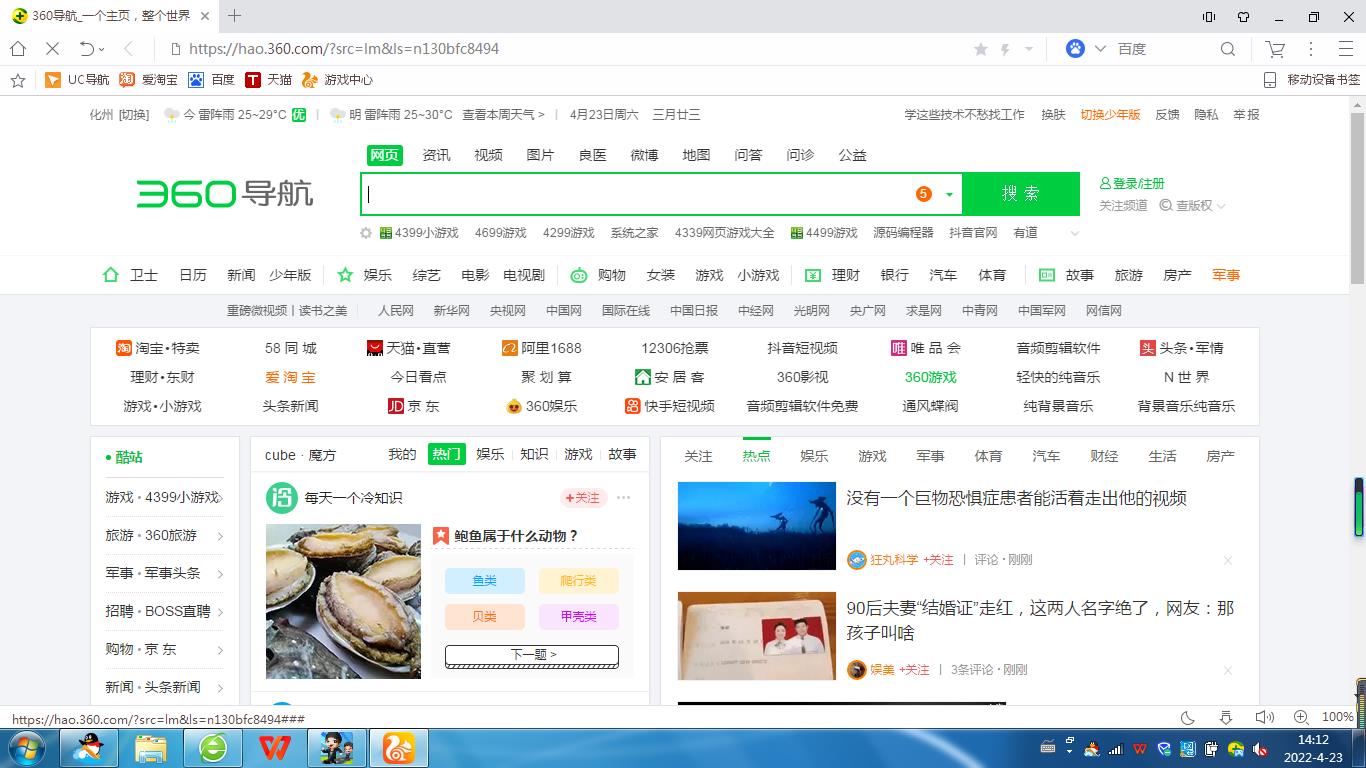 360导航_一个主页，整个世界
https://hao.360.com/?src=lm&ls=n130bfc8494
百度
UC导航 爱淘宝 百度 天猫 游戏中心
移动设备书签
化州 [切换] 今 雷阵雨 25~29°C 优 | 明 雷阵雨 25~30°C 查看本周天气 > | 4月23日周六 三月廿三
学这些技术不愁找工作 换肤 切换少年版 反馈 隐私 举报
网页 资讯 视频 图片 良医 微博 地图 问答 问诊 公益
360导航
5
搜索
登录/注册
关注频道 查版权
4399小游戏 4699游戏 4299游戏 系统之家 4339网页游戏大全 4499游戏 源码编程器 抖音官网 有道
卫士 日历 新闻 少年版 娱乐 综艺 电影 电视剧 购物 女装 游戏 小游戏 理财 银行 汽车 体育 故事 旅游 房产 军事
重磅微视频丨读书之美 人民网 新华网 央视网 中国网 国际在线 中国日报 中经网 光明网 央广网 求是网 中青网 中国军网 网信网
淘 淘宝•特卖 58 同 城 天猫•直营 阿里1688 12306抢票 抖音短视频 唯 唯 品 会 音频剪辑软件 头 头条•军情
理财•东财 爱 淘 宝 今日看点 聚 划 算 安 居 客 360影视 360游戏 轻快的纯音乐 N 世 界
游戏•小游戏 头条新闻 JD 京 东 360娱乐 快手短视频 音频剪辑软件免费 通风蝶阀 纯背景音乐 背景音乐纯音乐
• 酷站
游戏 • 4399小游戏
旅游 • 360旅游
军事 • 军事头条
招聘 • BOSS直聘
购物 • 京 东
新闻 • 头条新闻
cube · 魔方 我的 热门 娱乐 知识 游戏 故事
冷 每天一个冷知识 +关注 ···
鲍鱼属于什么动物？
鱼类 爬行类
贝类 甲壳类
下一题 >
关注 热点 娱乐 游戏 军事 体育 汽车 财经 生活 房产
没有一个巨物恐惧症患者能活着走出他的视频
狂丸科学 +关注 | 评论 · 刚刚
90后夫妻“结婚证”走红，这两人名字绝了，网友：那
孩子叫啥
娱美 +关注 | 3条评论 · 刚刚
https://hao.360.com/?src=lm&ls=n130bfc8494###
100%
14:12
2022-4-23